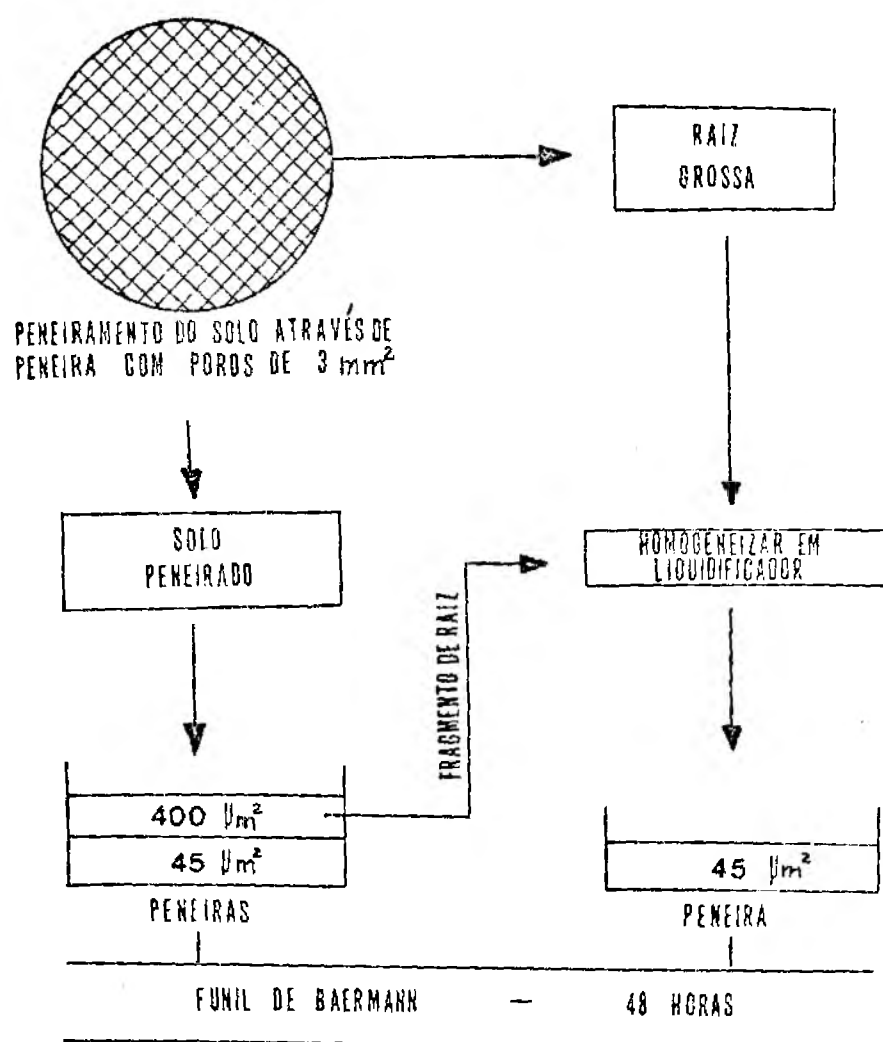 RAIZ
GROSSA
PENEIRAMENTO DO SOLO ATRAVÉS DE
PENEIRA COM POROS DE 3 mm²
SOLO
PENEIRADO
HOMOGENEIZAR EM
LIQUIDIFICADOR
FRAGMENTO DE RAIZ
400 µm²
45 µm²
PENEIRAS
45 µm²
PENEIRA
FUNIL DE BAERMANN — 48 HORAS